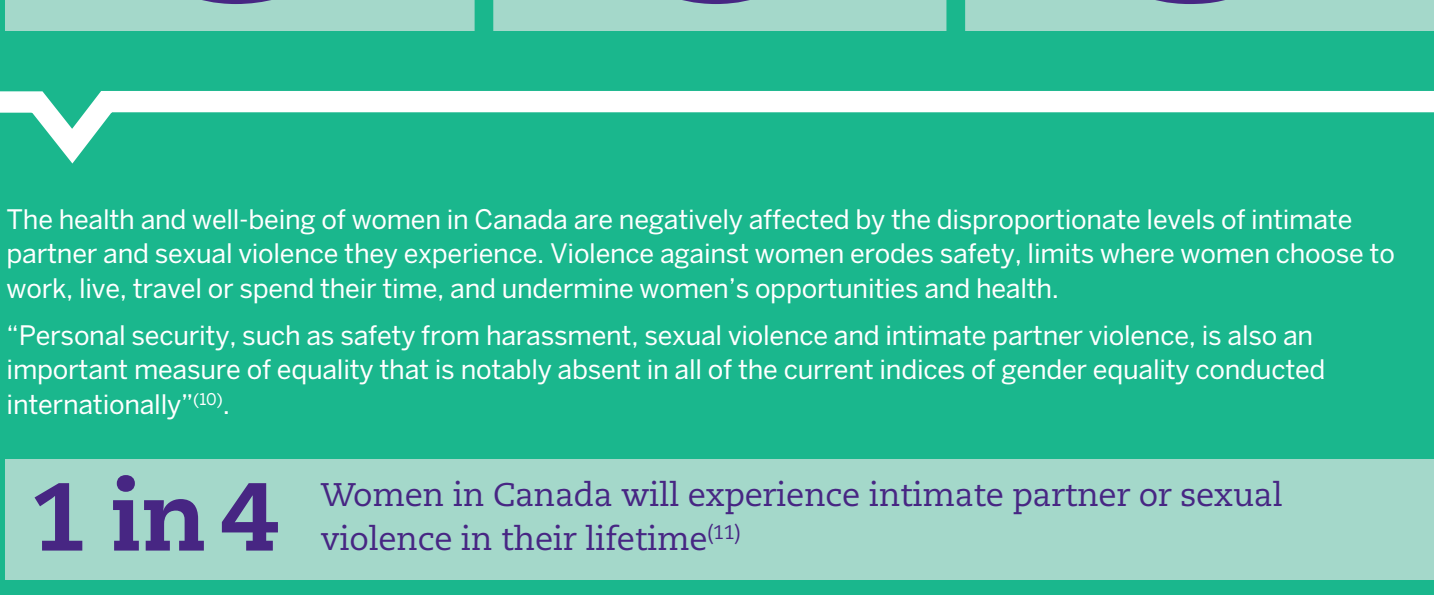 The health and well-being of women in Canada are negatively affected by the disproportionate levels of intimate
partner and sexual violence they experience. Violence against women erodes safety, limits where women choose to
work, live, travel or spend their time, and undermine women’s opportunities and health.
“Personal security, such as safety from harassment, sexual violence and intimate partner violence, is also an
important measure of equality that is notably absent in all of the current indices of gender equality conducted
internationally”(10).
1 in 4
Women in Canada will experience intimate partner or sexual
violence in their lifetime(11)